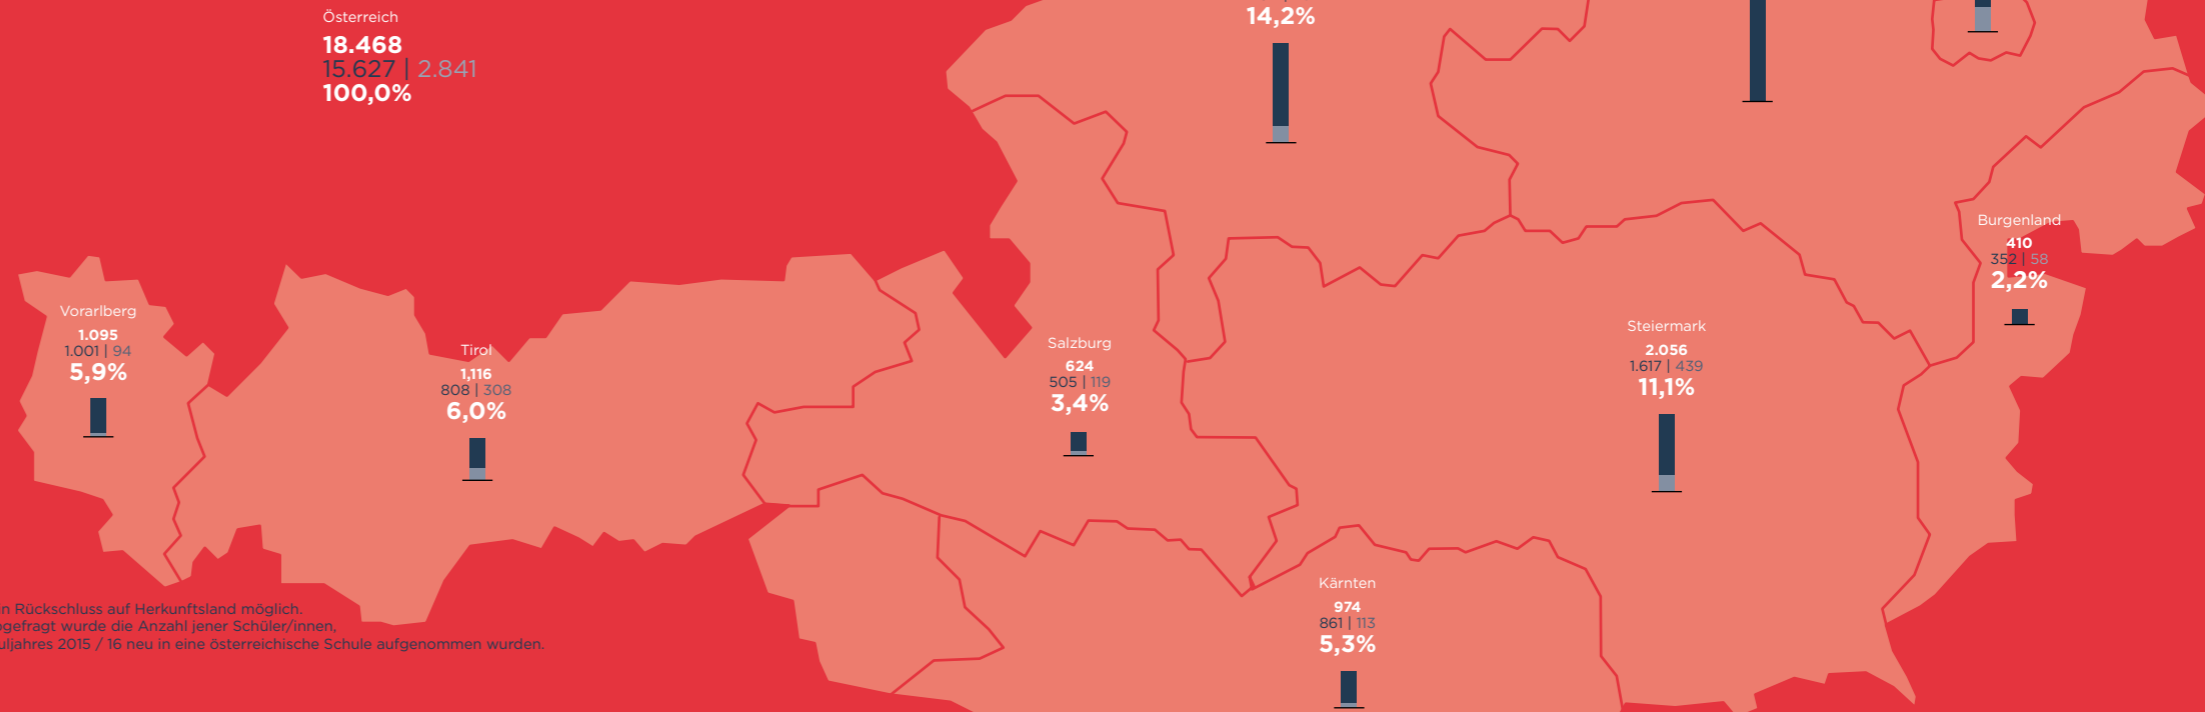 Österreich
18.468
15.627 | 2.841
100,0%
14,2%
Burgenland
410
352 | 58
2,2%
Vorarlberg
1.095
1.001 | 94
5,9%
Tirol
1,116
808 | 308
6,0%
Salzburg
624
505 | 119
3,4%
Steiermark
2.056
1.617 | 439
11,1%
Kärnten
974
861 | 113
5,3%
Rückschluss auf Herkunftsland möglich.
wurde die Anzahl jener Schüler/innen,
2015 / 16 neu in eine österreichische Schule aufgenommen wurden.